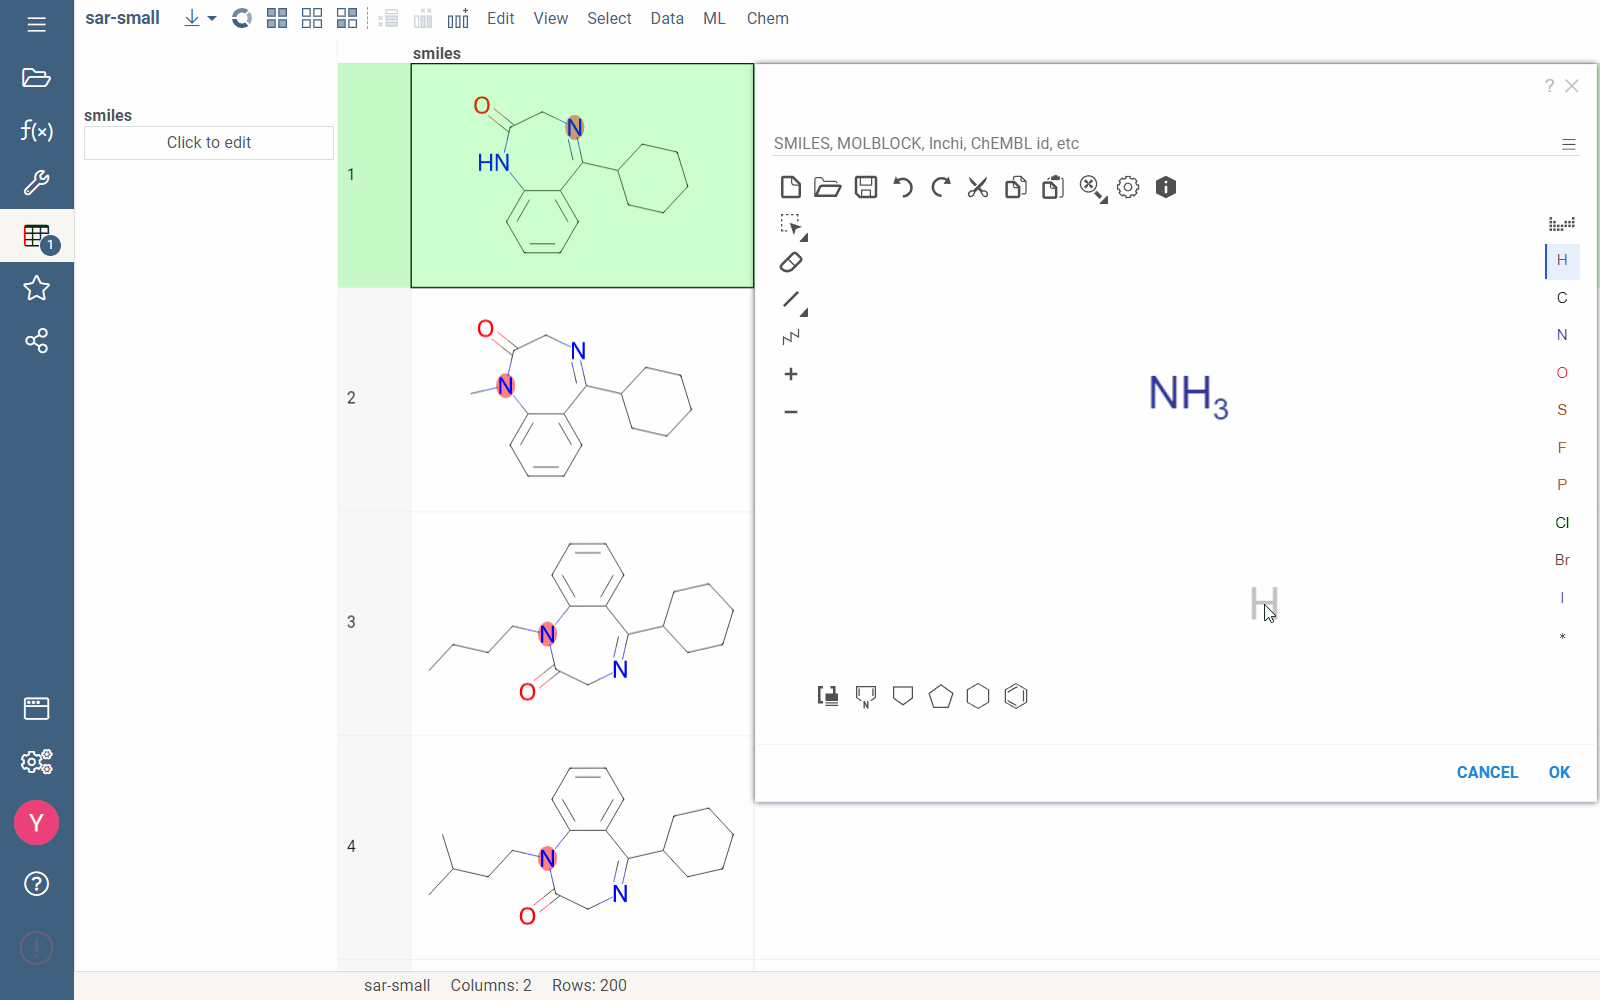 sar-small Edit View Select Data ML Chem
smiles
smiles
Click to edit
f(x)
1
Y
?
!
1
O
N
HN
2
O
N
N
3
N
N
O
4
N
N
O
?
SMILES, MOLBLOCK, Inchi, ChEMBL id, etc
H
C
N
O
S
F
P
Cl
Br
I
*
NH3
H
N
CANCEL OK
sar-small Columns: 2 Rows: 200